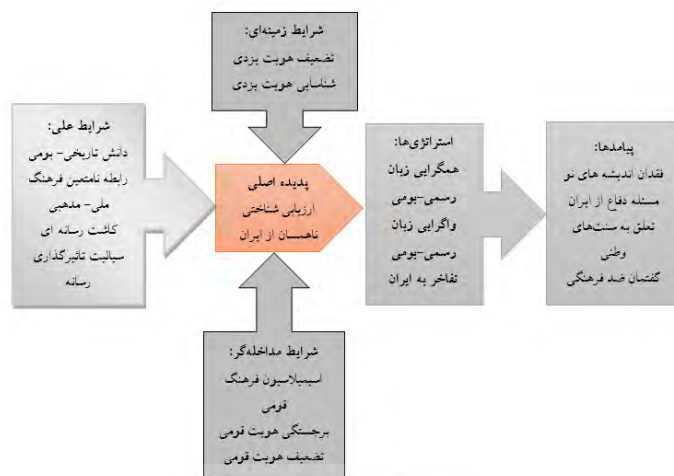 شرایط زمینه‌ای:
تضعیف هویت یزدی
شناسایی هویت یزدی
شرایط علی:
دانش تاریخی- بومی
رابطه نامتعین فرهنگ
ملی- مذهبی
کاشت رسانه ای
سیالیت تاثیرگذاری
رسانه
پدیده اصلی
ارزیابی شناختی
ناهمسان از ایران
استراتژی‌ها:
همگرایی زبان
رسمی-بومی
واگرایی زبان
رسمی-بومی
تفاخر به ایران
پیامدها:
فقدان اندیشه های نو
مسئله دفاع از ایران
تعلق به سنت‌های
وطنی
گفتمان ضد فرهنگی
شرایط مداخله‌گر:
اسیمیلاسیون فرهنگ
قومی
برجستگی هویت قومی
تضعیف هویت قومی